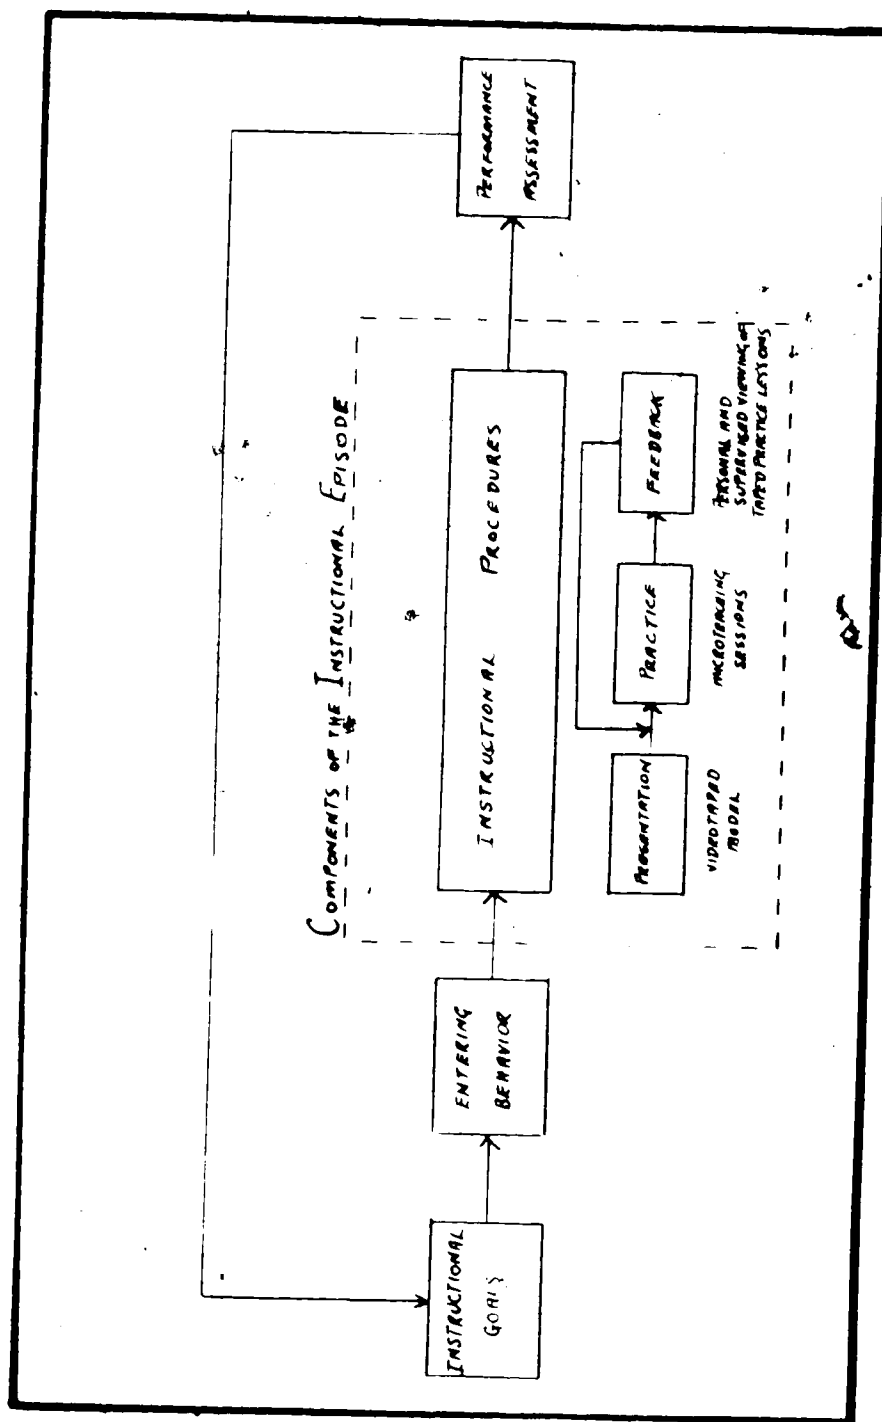 COMPONENTS OF THE INSTRUCTIONAL EPISODE
INSTRUCTIONAL
GOALS
ENTERING
BEHAVIOR
INSTRUCTIONAL PROCEDURES
PERFORMANCE
ASSESSMENT
PRESENTATION
VIDEOTAPED
MODEL
PRACTICE
MICROTEACHING
SESSIONS
FEEDBACK
PERSONAL AND
SUPERVISED VIEWING OF
TAPED PRACTICE LESSONS